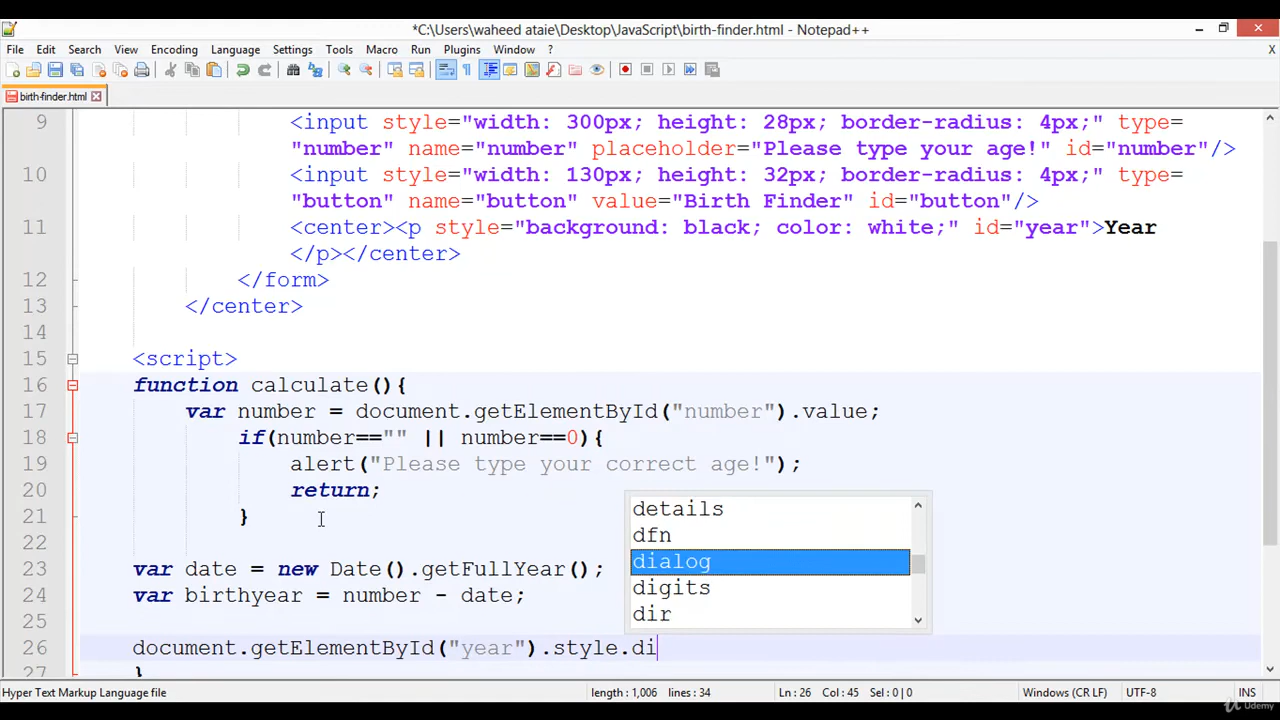 *C:\Users\waheed ataie\Desktop\JavaScript\birth-finder.html - Notepad++
File Edit Search View Encoding Language Settings Tools Macro Run Plugins Window ? X
birth-finder.html
9 <input style="width: 300px; height: 28px; border-radius: 4px;" type=
"number" name="number" placeholder="Please type your age!" id="number"/>
10 <input style="width: 130px; height: 32px; border-radius: 4px;" type=
"button" name="button" value="Birth Finder" id="button"/>
11 <center><p style="background: black; color: white;" id="year">Year
</p></center>
12 </form>
13 </center>
14
15 <script>
16 function calculate(){
17 var number = document.getElementById("number").value;
18 if(number=="" || number==0){
19 alert("Please type your correct age!");
20 return;
21 }
22
23 var date = new Date().getFullYear();
24 var birthyear = number - date;
25
26 document.getElementById("year").style.di
27 }
details
dfn
dialog
digits
dir
Hyper Text Markup Language file length : 1,006 lines : 34 Ln : 26 Col : 45 Sel : 0 | 0 Windows (CR LF) UTF-8 INS
Udemy